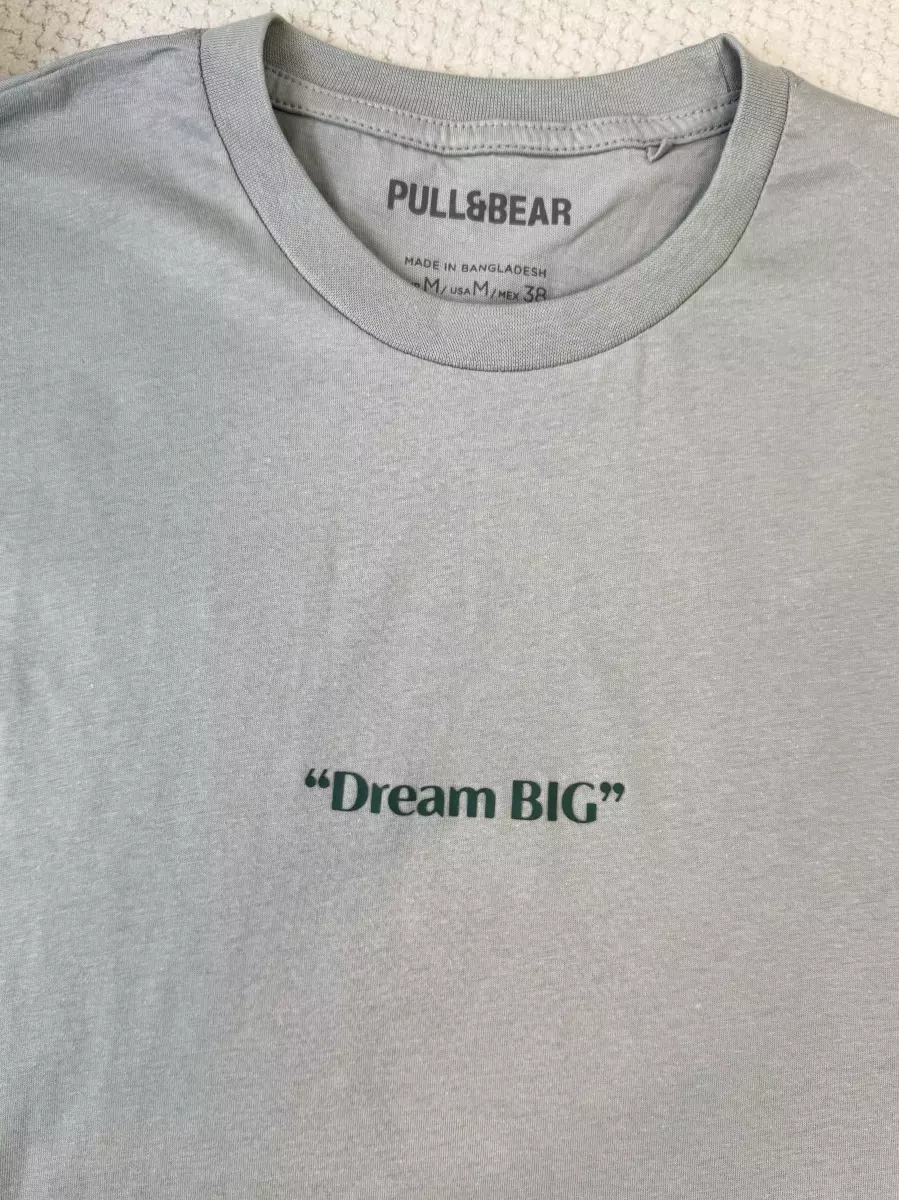 PULL&BEAR
MADE IN BANGLADESH
M/USA M/MEX 38
“Dream BIG”